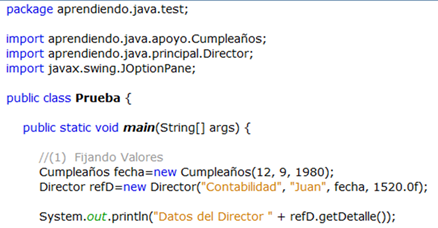 package aprendiendo.java.test;
import aprendiendo.java.apoyo.Cumpleaños;
import aprendiendo.java.principal.Director;
import javax.swing.JOptionPane;
public class Prueba {
public static void main(String[] args) {
//(1)  Fijando Valores
Cumpleaños fecha=new Cumpleaños(12, 9, 1980);
Director refD=new Director("Contabilidad", "Juan", fecha, 1520.0f);
System.out.println("Datos del Director " + refD.getDetalle());